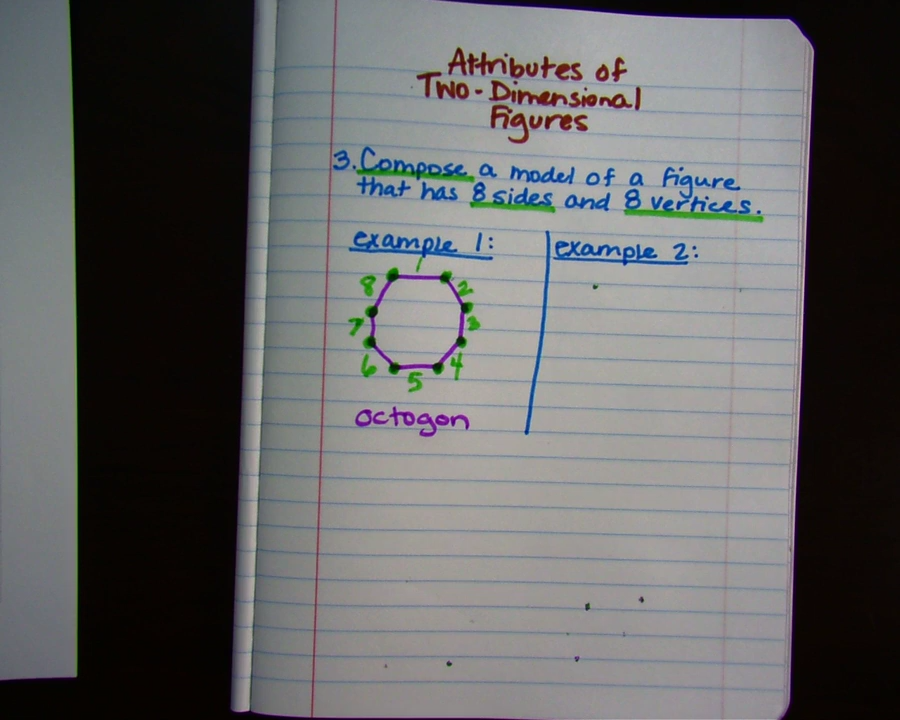 Attributes of
Two-Dimensional
Figures
3. Compose a model of a figure
that has 8 sides and 8 vertices.
example 1:
example 2:
1
8
2
7
3
6
4
5
octogon